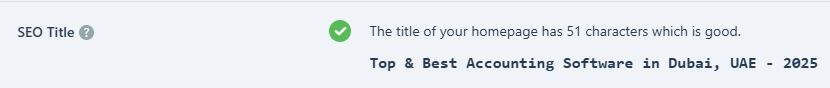 SEO Title ?
The title of your homepage has 51 characters which is good.
Top & Best Accounting Software in Dubai, UAE - 2025